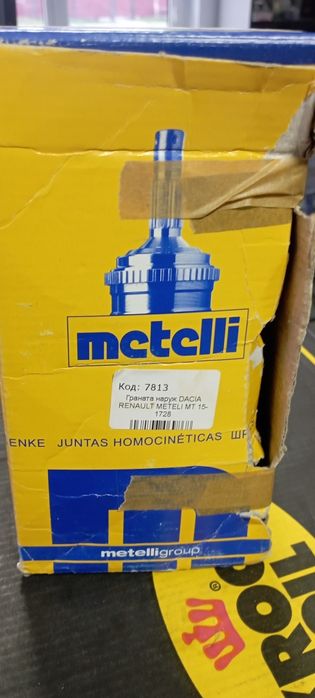 metelli
Код: 7813
Граната наруж DACIA
RENAULT METELI MT 15-
1728
ENKE JUNTAS HOMOCINÉTICAS
metelligroup